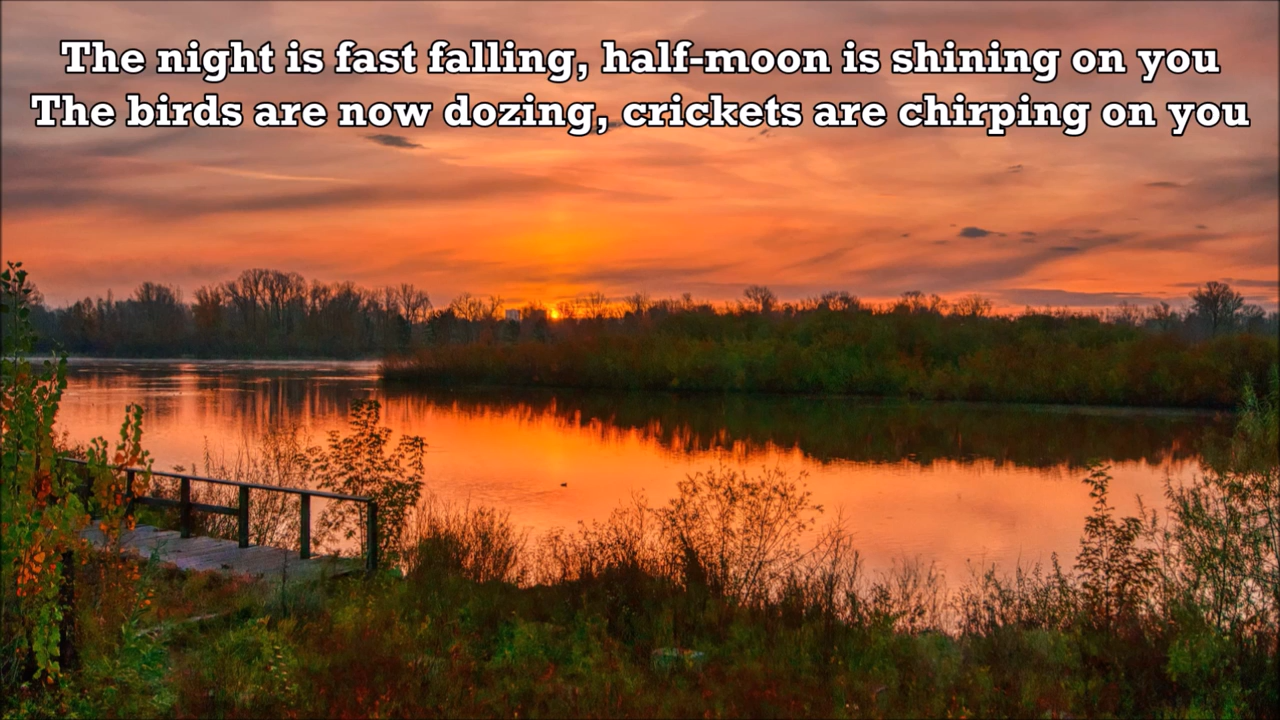 The night is fast falling, half-moon is shining on you
The birds are now dozing, crickets are chirping on you